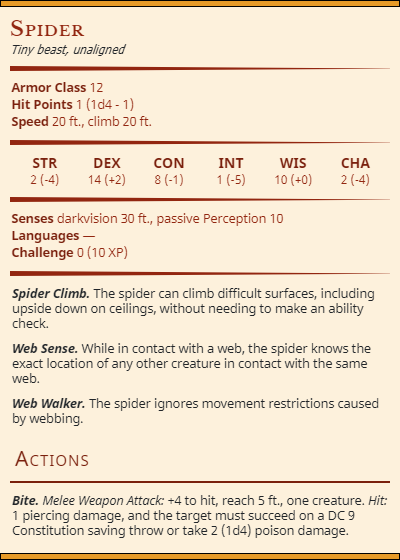 Spider
Tiny beast, unaligned
Armor Class 12
Hit Points 1 (1d4 - 1)
Speed 20 ft., climb 20 ft.
STR DEX CON INT WIS CHA
2 (-4) 14 (+2) 8 (-1) 1 (-5) 10 (+0) 2 (-4)
Senses darkvision 30 ft., passive Perception 10
Languages —
Challenge 0 (10 XP)
Spider Climb. The spider can climb difficult surfaces, including
upside down on ceilings, without needing to make an ability
check.
Web Sense. While in contact with a web, the spider knows the
exact location of any other creature in contact with the same
web.
Web Walker. The spider ignores movement restrictions caused
by webbing.
Actions
Bite. Melee Weapon Attack: +4 to hit, reach 5 ft., one creature. Hit:
1 piercing damage, and the target must succeed on a DC 9
Constitution saving throw or take 2 (1d4) poison damage.